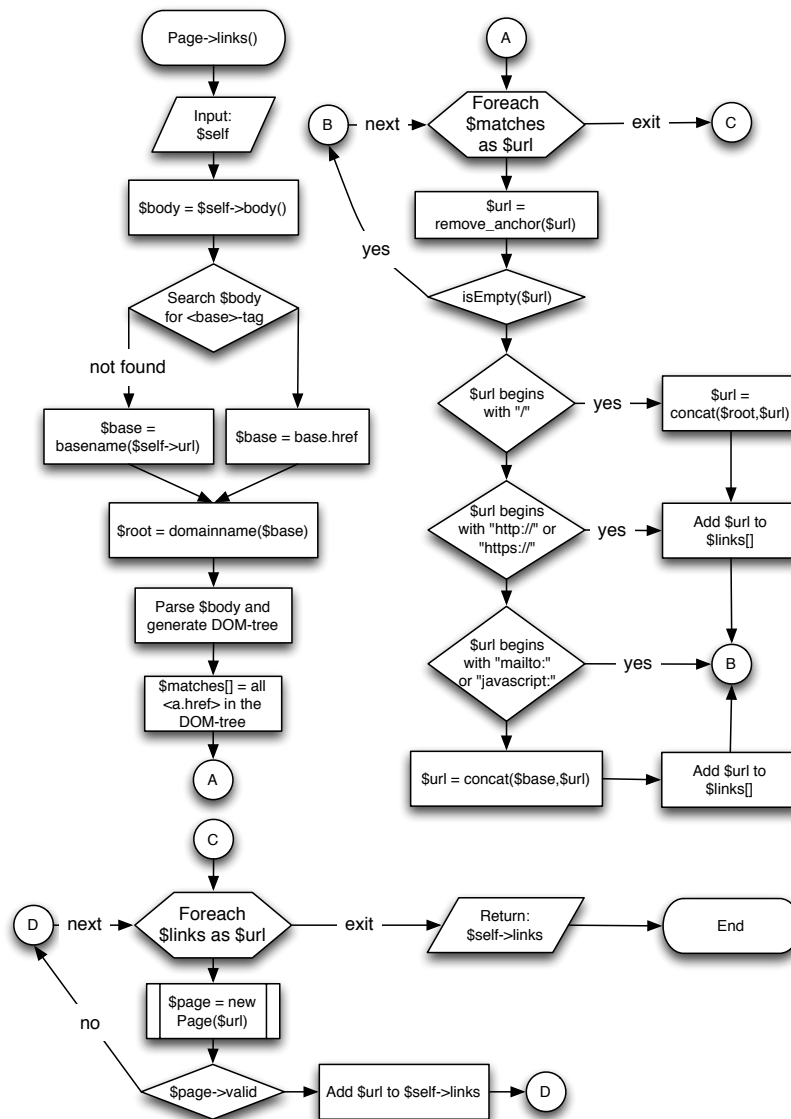 Page->links()
Input:
$self
$body = $self->body()
Search $body
for <base>-tag
not found
$base =
basename($self->url)
$base = base.href
$root = domainname($base)
Parse $body and
generate DOM-tree
$matches[] = all
<a.href> in the
DOM-tree
A
A
B
next
Foreach
$matches
as $url
exit
C
$url =
remove_anchor($url)
yes
isEmpty($url)
$url begins
with "/"
yes
$url =
concat($root,$url)
$url begins
with "http://" or
"https://"
yes
Add $url to
$links[]
$url begins
with "mailto:"
or "javascript:"
yes
B
$url = concat($base,$url)
Add $url to
$links[]
C
D
next
Foreach
$links as $url
exit
Return:
$self->links
End
$page = new
Page($url)
no
$page->valid
Add $url to $self->links
D